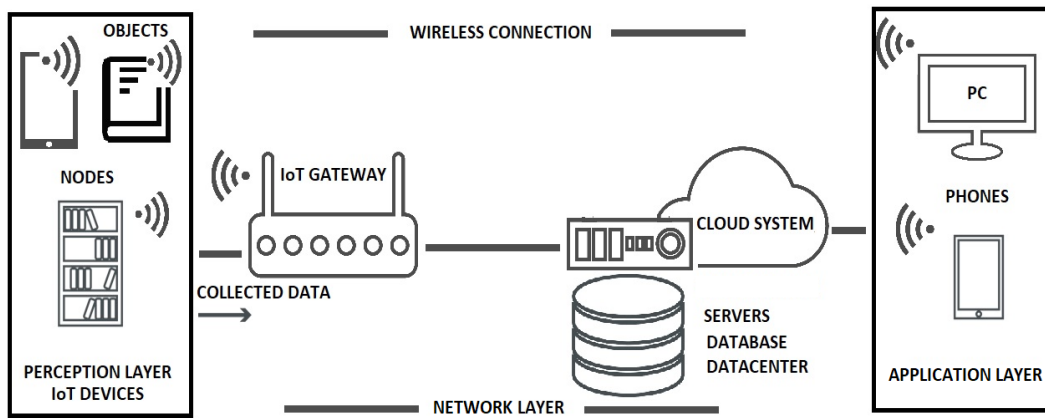 OBJECTS
NODES
PERCEPTION LAYER
IoT DEVICES
WIRELESS CONNECTION
IoT GATEWAY
COLLECTED DATA
CLOUD SYSTEM
SERVERS
DATABASE
DATACENTER
NETWORK LAYER
PC
PHONES
APPLICATION LAYER